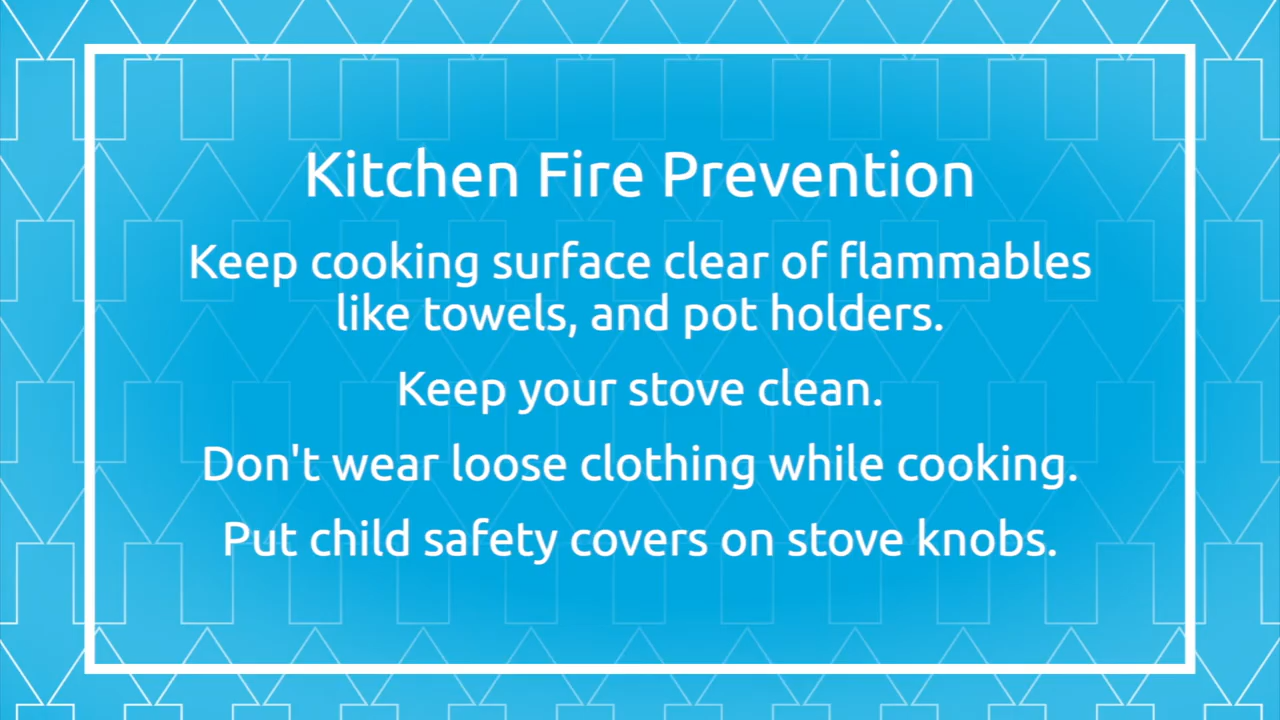 Kitchen Fire Prevention
Keep cooking surface clear of flammables
like towels, and pot holders.
Keep your stove clean.
Don't wear loose clothing while cooking.
Put child safety covers on stove knobs.